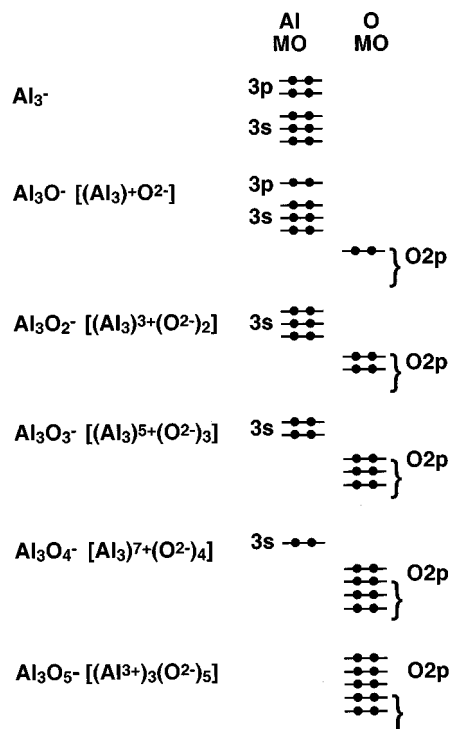 Al O
MO MO
Al3- 3p
3s
Al3O- [(Al3)+O2-] 3p
3s
O2p
Al3O2- [(Al3)3+(O2-)2] 3s
O2p
Al3O3- [(Al3)5+(O2-)3] 3s
O2p
Al3O4- [Al3)7+(O2-)4] 3s
O2p
Al3O5- [(Al3+)3(O2-)5] O2p